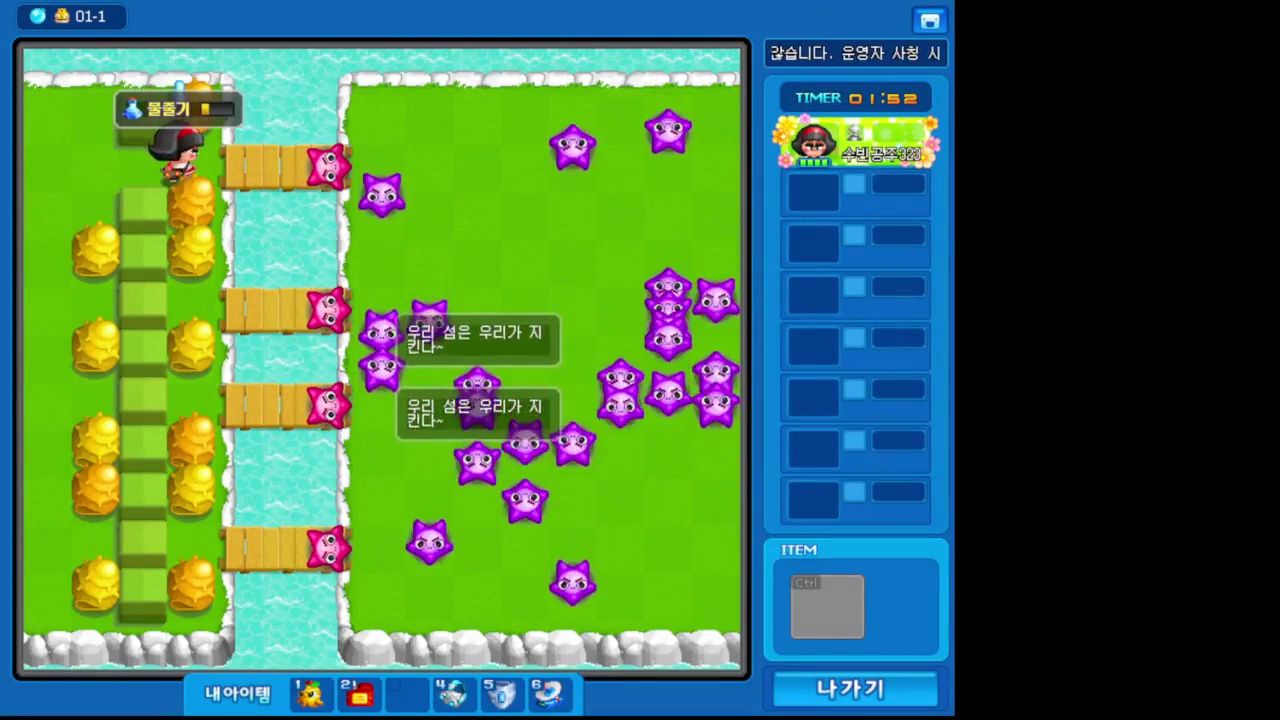 01-1
않습니다. 운영자 사칭 시
물줄기
TIMER 01:52
수빈공주323
우리 섬은 우리가 지
킨다~
우리 섬은 우리가 지
킨다~
ITEM
Ctrl
내 아이템
1
2
4
5
6
나가기